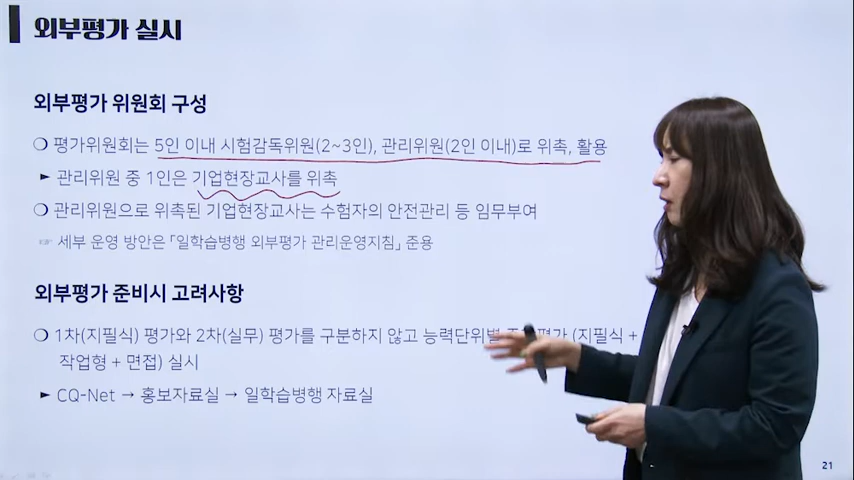 외부평가 실시
외부평가 위원회 구성
❍ 평가위원회는 5인 이내 시험감독위원(2~3인), 관리위원(2인 이내)로 위촉, 활용
► 관리위원 중 1인은 기업현장교사를 위촉
❍ 관리위원으로 위촉된 기업현장교사는 수험자의 안전관리 등 임무부여
☞ 세부 운영 방안은 「일학습병행 외부평가 관리운영지침」 준용
외부평가 준비시 고려사항
❍ 1차(지필식) 평가와 2차(실무) 평가를 구분하지 않고 능력단위별 평가 (지필식 +
작업형 + 면접) 실시
► CQ-Net → 홍보자료실 → 일학습병행 자료실
21